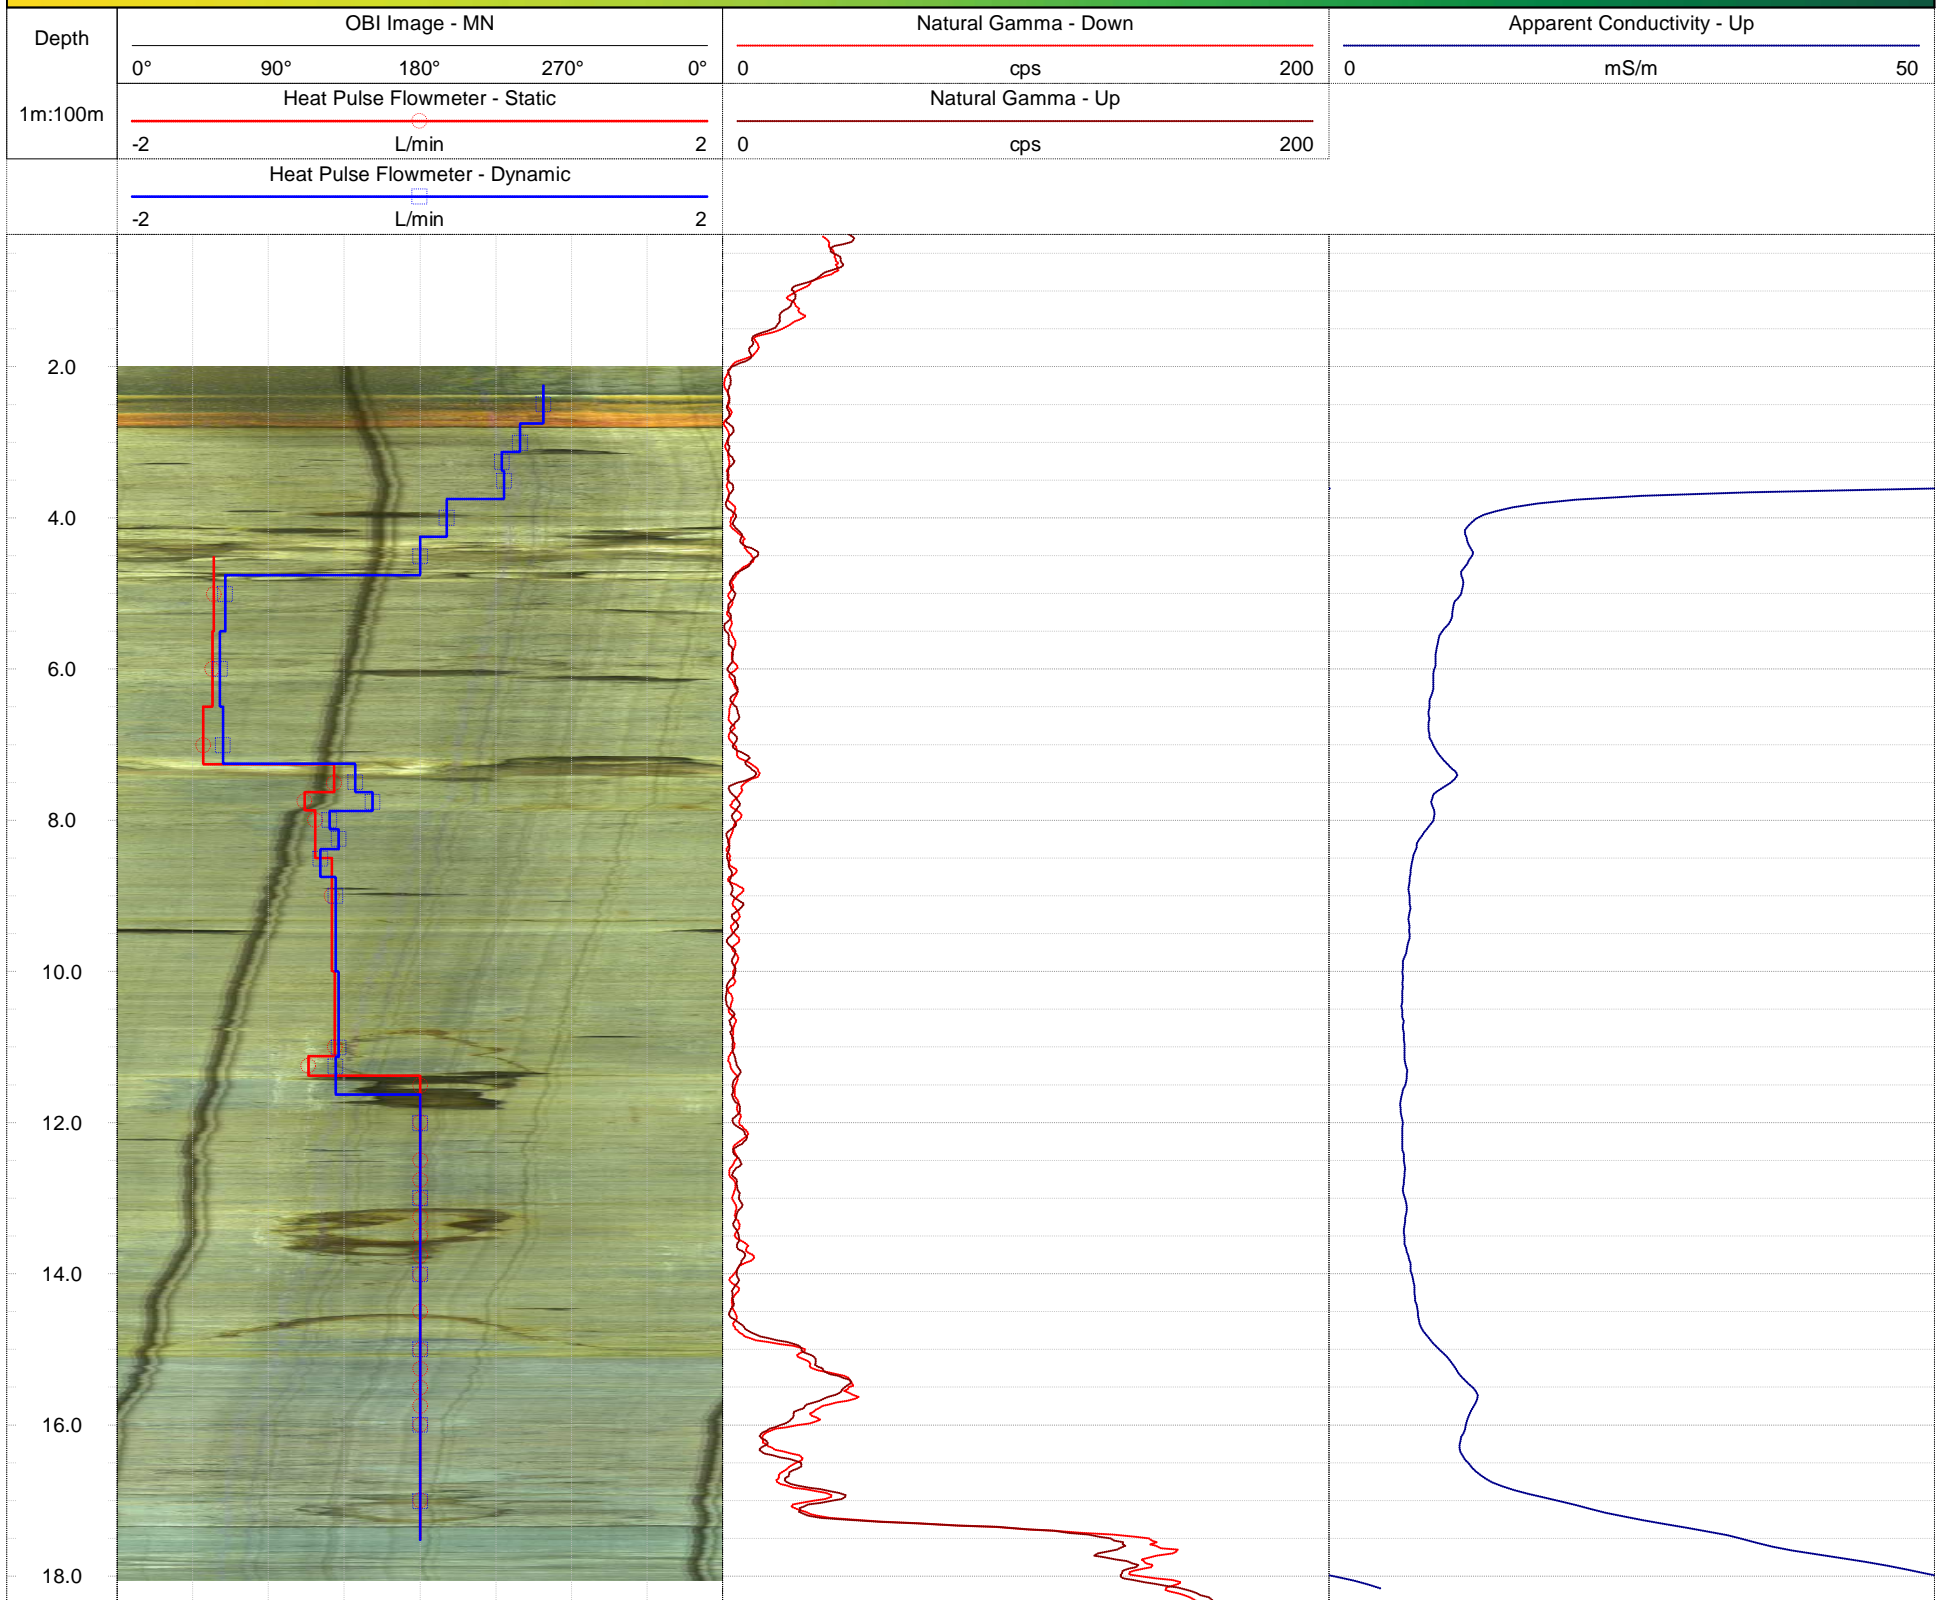 Depth
1m:100m
OBI Image - MN
0° 90° 180° 270° 0°
Heat Pulse Flowmeter - Static
-2 L/min 2
Heat Pulse Flowmeter - Dynamic
-2 L/min 2
Natural Gamma - Down
0 cps 200
Natural Gamma - Up
0 cps 200
Apparent Conductivity - Up
0 mS/m 50
2.0
4.0
6.0
8.0
10.0
12.0
14.0
16.0
18.0